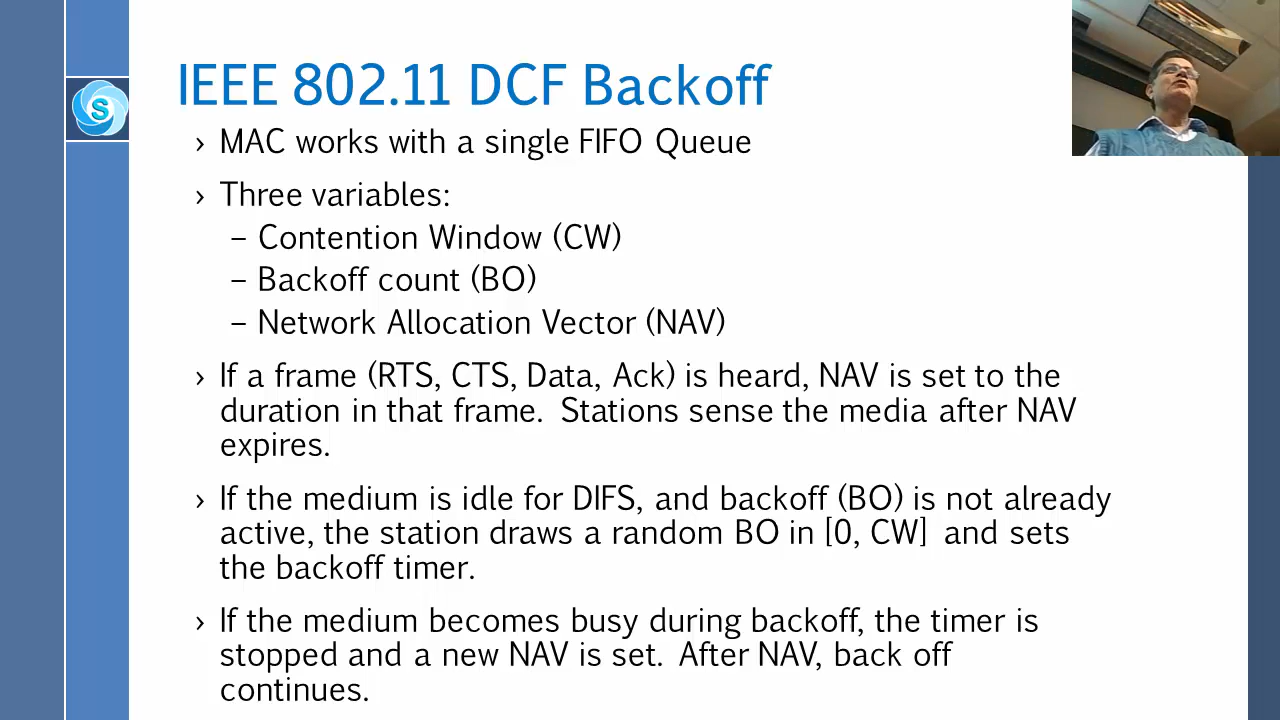 IEEE 802.11 DCF Backoff
› MAC works with a single FIFO Queue
› Three variables:
– Contention Window (CW)
– Backoff count (BO)
– Network Allocation Vector (NAV)
› If a frame (RTS, CTS, Data, Ack) is heard, NAV is set to the
duration in that frame. Stations sense the media after NAV
expires.
› If the medium is idle for DIFS, and backoff (BO) is not already
active, the station draws a random BO in [0, CW] and sets
the backoff timer.
› If the medium becomes busy during backoff, the timer is
stopped and a new NAV is set. After NAV, back off
continues.
S